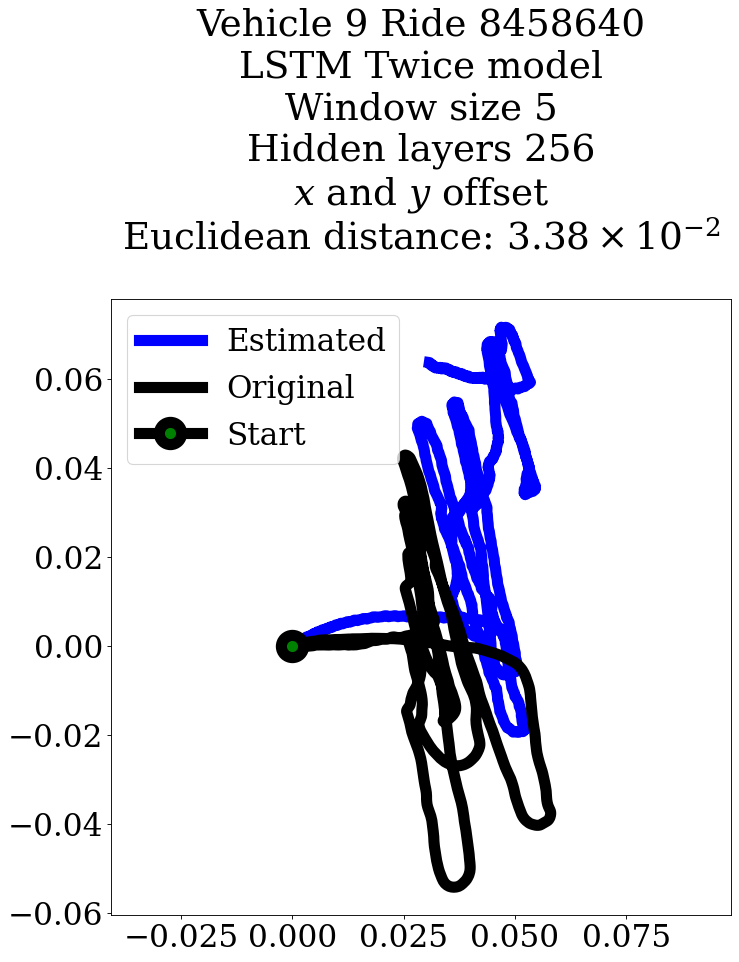 Vehicle 9 Ride 8458640
LSTM Twice model
Window size 5
Hidden layers 256
x and y offset
Euclidean distance: 3.38 × 10⁻²
Estimated
Original
Start
0.06
0.04
0.02
0.00
−0.02
−0.04
−0.06
−0.025 0.000 0.025 0.050 0.075